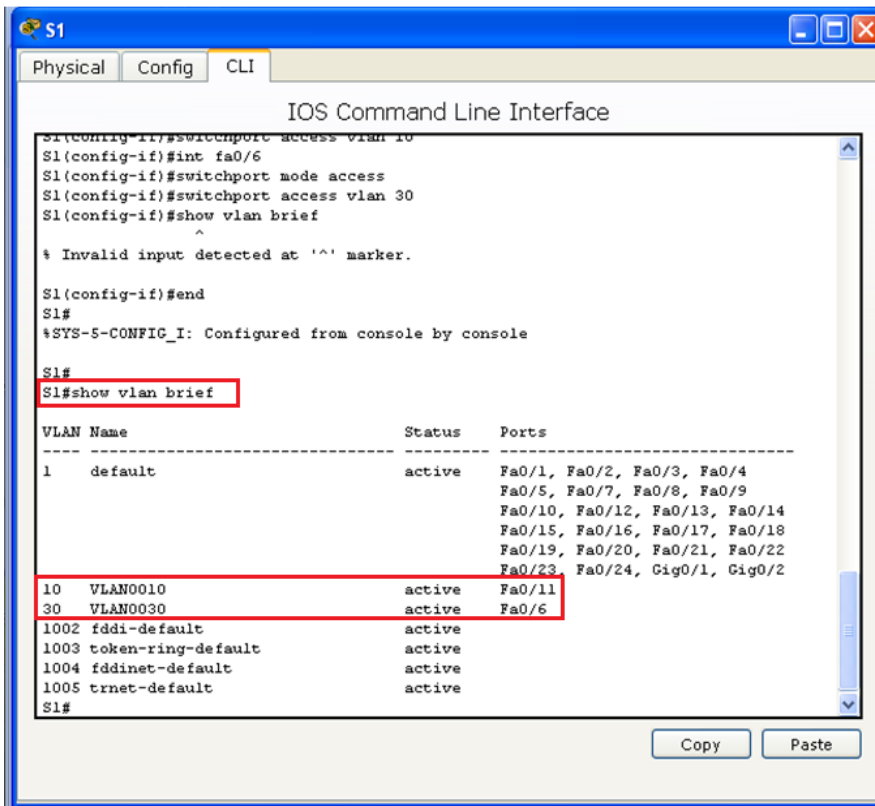 S1
Physical Config CLI
IOS Command Line Interface
S1(config-if)#switchport access vlan 10
S1(config-if)#int fa0/6
S1(config-if)#switchport mode access
S1(config-if)#switchport access vlan 30
S1(config-if)#show vlan brief
^
% Invalid input detected at '^' marker.
S1(config-if)#end
S1#
%SYS-5-CONFIG_I: Configured from console by console
S1#
S1#show vlan brief
VLAN Name Status Ports
---- -------------------------------- --------- -------------------------------
1 default active Fa0/1, Fa0/2, Fa0/3, Fa0/4
Fa0/5, Fa0/7, Fa0/8, Fa0/9
Fa0/10, Fa0/12, Fa0/13, Fa0/14
Fa0/15, Fa0/16, Fa0/17, Fa0/18
Fa0/19, Fa0/20, Fa0/21, Fa0/22
Fa0/23, Fa0/24, Gig0/1, Gig0/2
10 VLAN0010 active Fa0/11
30 VLAN0030 active Fa0/6
1002 fddi-default active
1003 token-ring-default active
1004 fddinet-default active
1005 trnet-default active
S1#
Copy Paste